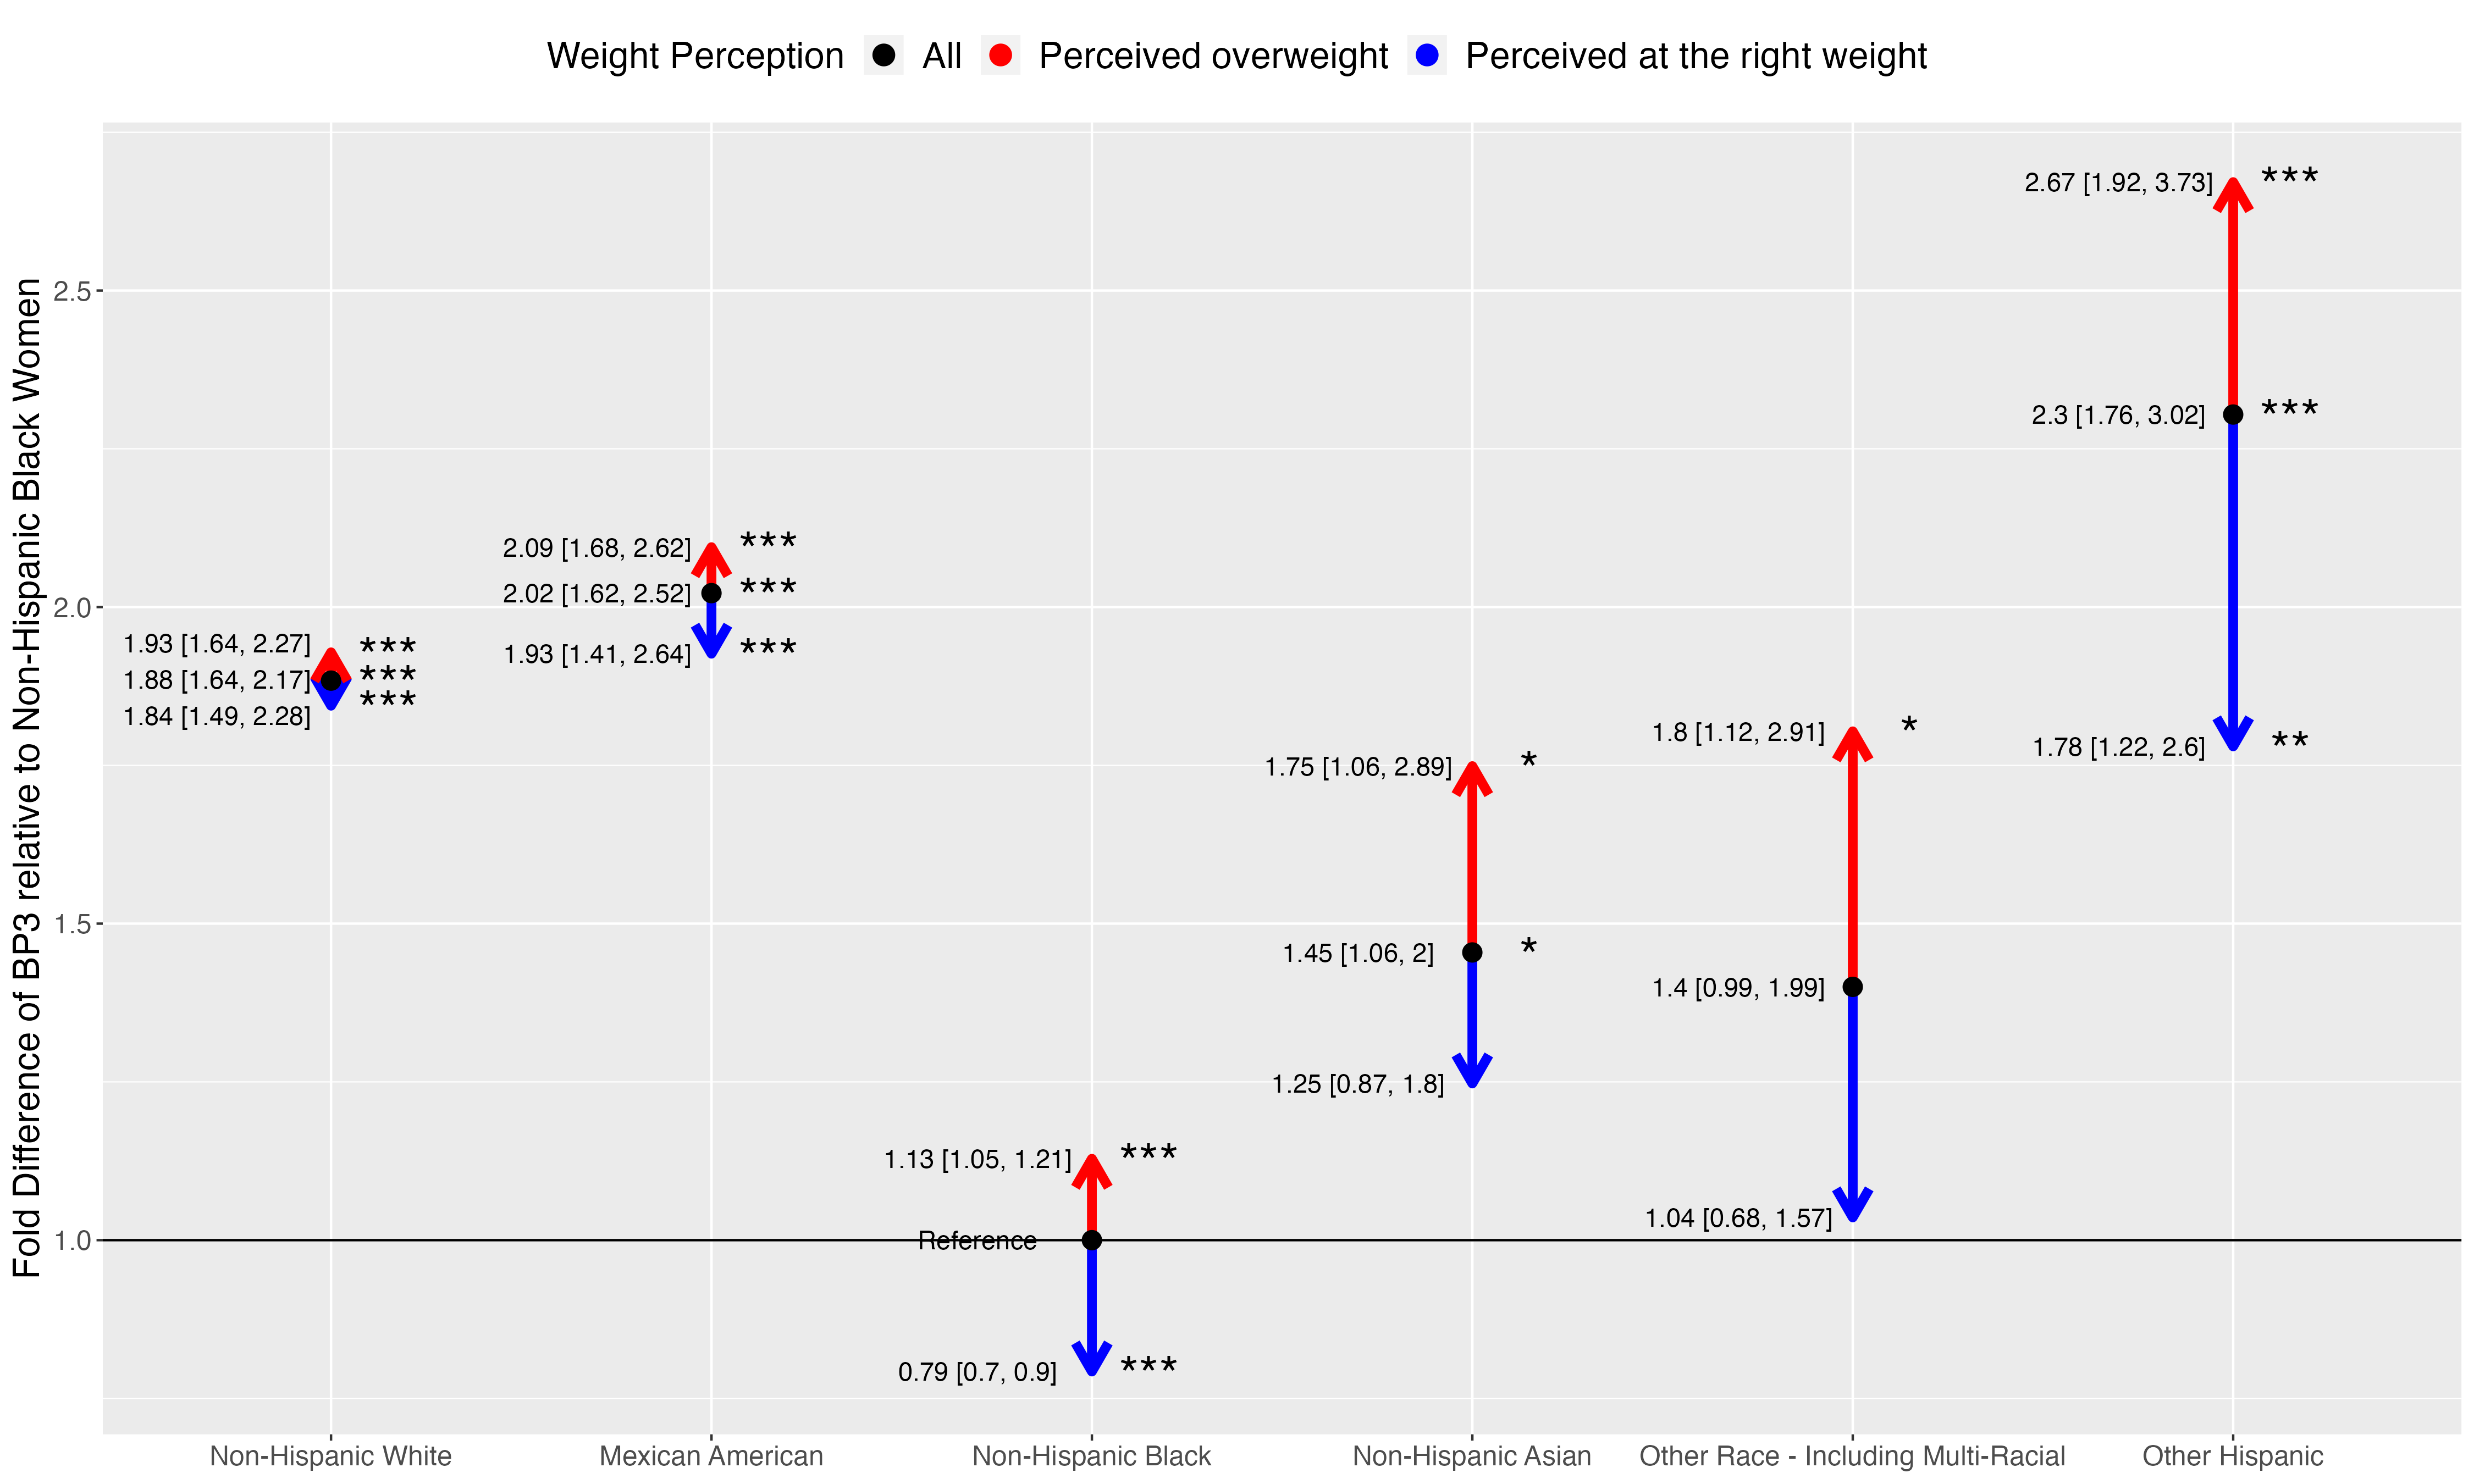 Weight Perception All Perceived overweight Perceived at the right weight
Fold Difference of BP3 relative to Non-Hispanic Black Women
2.5
2.0
1.5
1.0
1.93 [1.64, 2.27] ***
1.88 [1.64, 2.17] ***
1.84 [1.49, 2.28] ***
2.09 [1.68, 2.62] ***
2.02 [1.62, 2.52] ***
1.93 [1.41, 2.64] ***
1.13 [1.05, 1.21] ***
Reference
0.79 [0.7, 0.9] ***
1.75 [1.06, 2.89] *
1.45 [1.06, 2] *
1.25 [0.87, 1.8]
1.8 [1.12, 2.91] *
1.4 [0.99, 1.99]
1.04 [0.68, 1.57]
2.67 [1.92, 3.73] ***
2.3 [1.76, 3.02] ***
1.78 [1.22, 2.6] **
Non-Hispanic White Mexican American Non-Hispanic Black Non-Hispanic Asian Other Race - Including Multi-Racial Other Hispanic